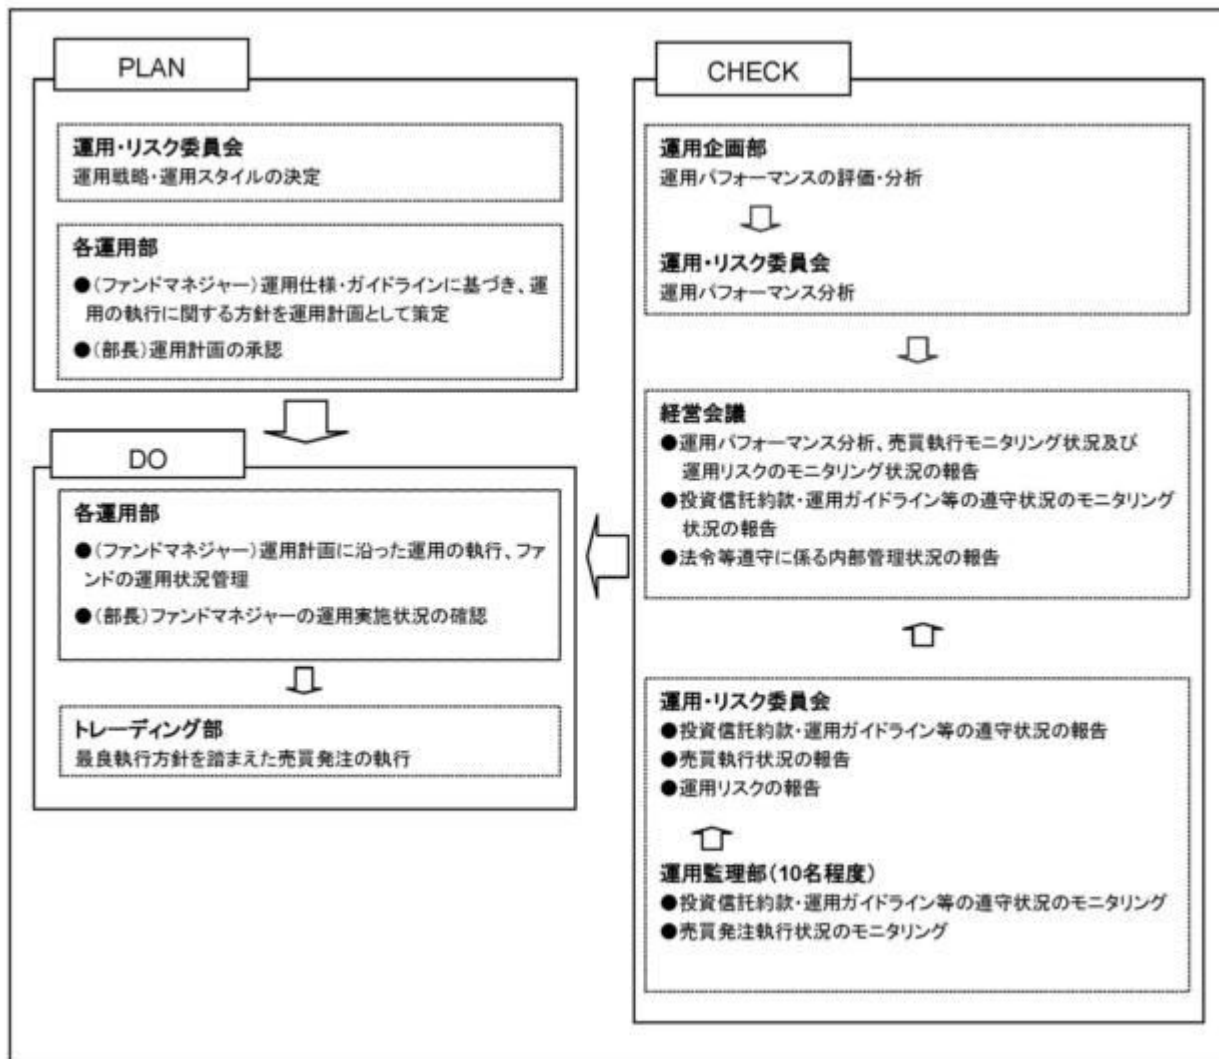 PLAN
運用・リスク委員会
運用戦略・運用スタイルの決定
各運用部
●(ファンドマネジャー)運用仕様・ガイドラインに基づき、運
用の執行に関する方針を運用計画として策定
●(部長)運用計画の承認
DO
各運用部
●(ファンドマネジャー)運用計画に沿った運用の執行、ファ
ンドの運用状況管理
●(部長)ファンドマネジャーの運用実施状況の確認
トレーディング部
最良執行方針を踏まえた売買発注の執行
CHECK
運用企画部
運用パフォーマンスの評価・分析
運用・リスク委員会
運用パフォーマンス分析
経営会議
●運用パフォーマンス分析、売買執行モニタリング状況及び
運用リスクのモニタリング状況の報告
●投資信託約款・運用ガイドライン等の遵守状況のモニタリング
状況の報告
●法令等遵守に係る内部管理状況の報告
運用・リスク委員会
●投資信託約款・運用ガイドライン等の遵守状況の報告
●売買執行状況の報告
●運用リスクの報告
運用監理部(10名程度)
●投資信託約款・運用ガイドライン等の遵守状況のモニタリング
●売買発注執行状況のモニタリング